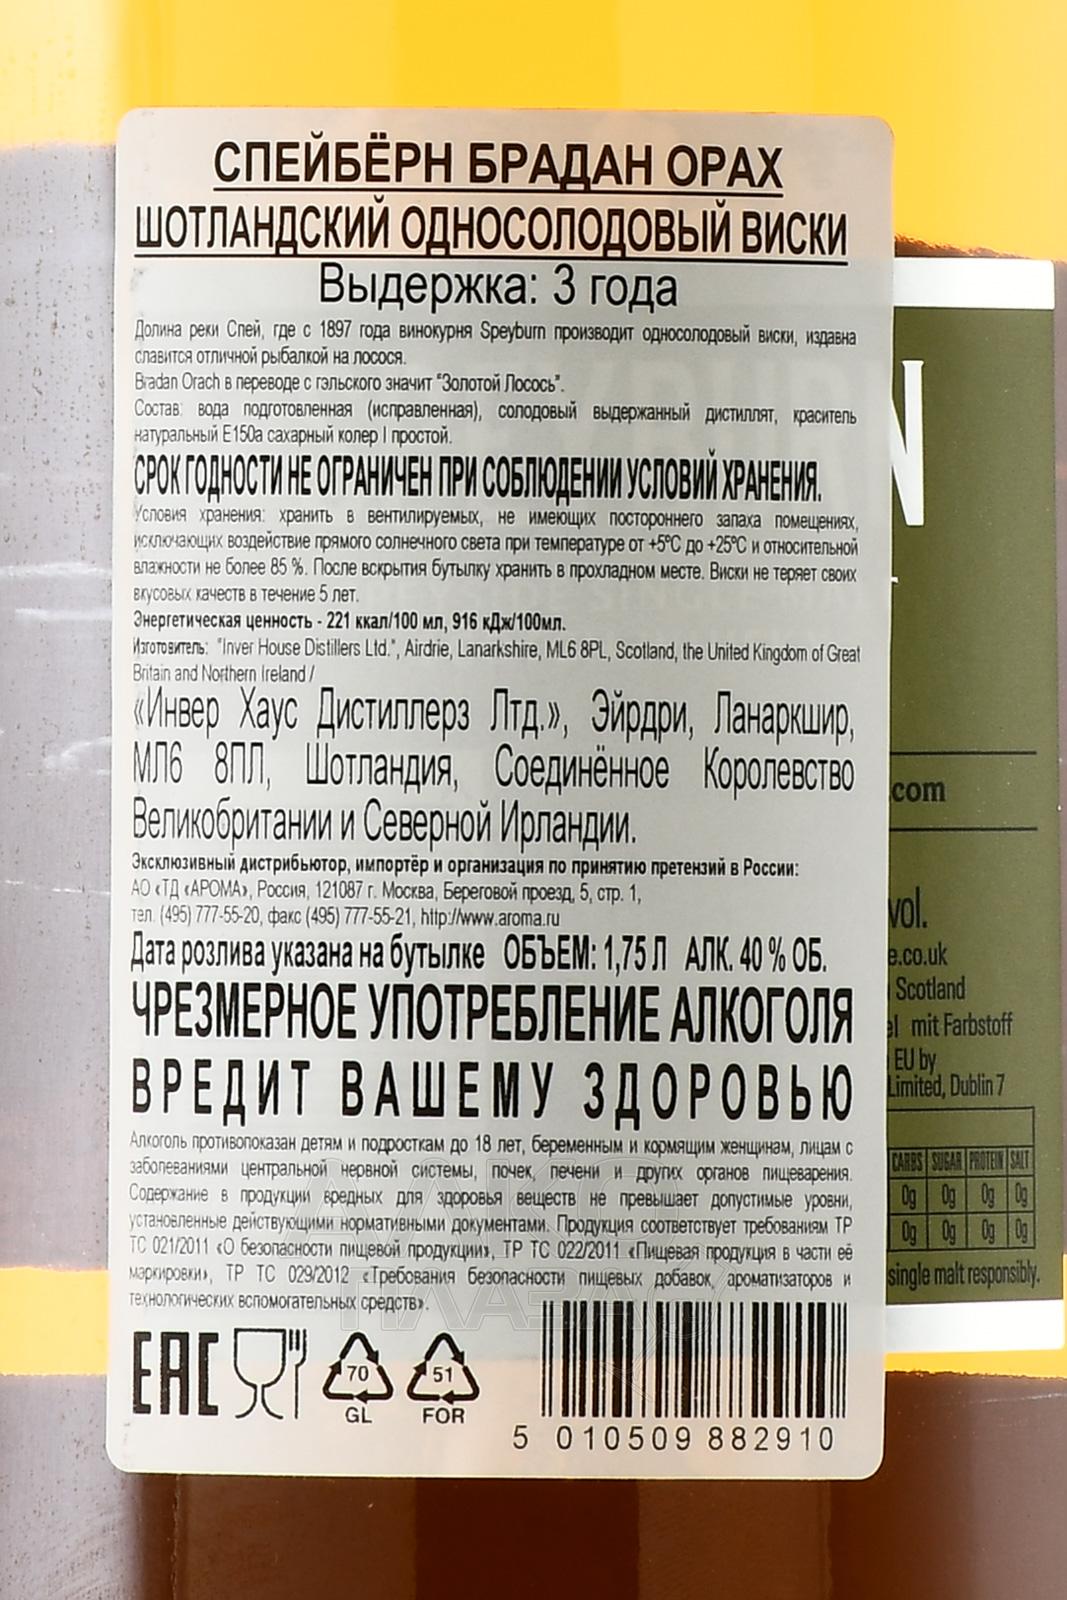 СПЕЙБЁРН БРАДАН ОРАХ
ШОТЛАНДСКИЙ ОДНОСОЛОДОВЫЙ ВИСКИ
Выдержка: 3 года
Долина реки Спей, где с 1897 года винокурня Speyburn производит односолодовый виски, издавна
славится отличной рыбалкой на лосося.
Bradan Orach в переводе с гэльского значит "Золотой Лосось".
Состав: вода подготовленная (исправленная), солодовый выдержанный дистиллят, краситель
натуральный Е150а сахарный колер I простой.
СРОК ГОДНОСТИ НЕ ОГРАНИЧЕН ПРИ СОБЛЮДЕНИИ УСЛОВИЙ ХРАНЕНИЯ.
Условия хранения: хранить в вентилируемых, не имеющих постороннего запаха помещениях,
исключающих воздействие прямого солнечного света при температуре от +5°С до +25°С и относительной
влажности не более 85 %. После вскрытия бутылку хранить в прохладном месте. Виски не теряет своих
вкусовых качеств в течение 5 лет.
Энергетическая ценность - 221 ккал/100 мл, 916 кДж/100мл.
Изготовитель: "Inver House Distillers Ltd.", Airdrie, Lanarkshire, ML6 8PL, Scotland, the United Kingdom of Great
Britain and Northern Ireland /
«Инвер Хаус Дистиллерз Лтд.», Эйрдри, Ланаркшир,
МЛ6 8ПЛ, Шотландия, Соединённое Королевство
Великобритании и Северной Ирландии.
Эксклюзивный дистрибьютор, импортёр и организация по принятию претензий в России:
АО «ТД «АРОМА», Россия, 121087 г. Москва, Береговой проезд, 5, стр. 1,
тел. (495) 777-55-20, факс (495) 777-55-21, http://www.aroma.ru
Дата розлива указана на бутылке ОБЪЕМ: 1,75 Л АЛК. 40 % ОБ.
ЧРЕЗМЕРНОЕ УПОТРЕБЛЕНИЕ АЛКОГОЛЯ
ВРЕДИТ ВАШЕМУ ЗДОРОВЬЮ
Алкоголь противопоказан детям и подросткам до 18 лет, беременным и кормящим женщинам, лицам с
заболеваниями центральной нервной системы, почек, печени и других органов пищеварения.
Содержание в продукции вредных для здоровья веществ не превышает допустимые уровни,
установленные действующими нормативными документами. Продукция соответствует требованиям ТР
ТС 021/2011 «О безопасности пищевой продукции», ТР ТС 022/2011 «Пищевая продукция в части её
маркировки», ТР ТС 029/2012 «Требования безопасности пищевых добавок, ароматизаторов и
технологических вспомогательных средств».
ЕАС
70
GL
51
FOR
5 010509 882910
N
.com
vol.
e.co.uk
Scotland
el mit Farbstoff
EU by
Limited, Dublin 7
CARBS SUGAR PROTEIN SALT
0g 0g 0g 0g
0g 0g 0g 0g
single malt responsibly.